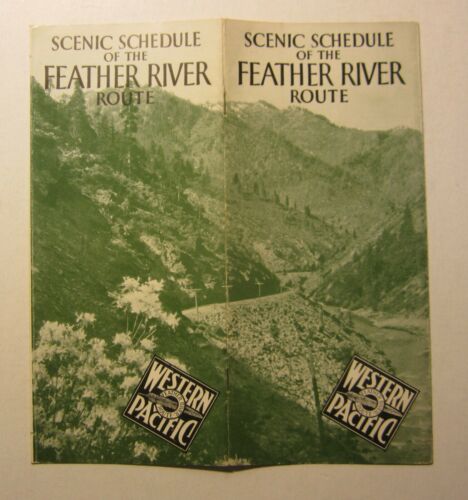 SCENIC SCHEDULE
OF THE
FEATHER RIVER
ROUTE
WESTERN
PACIFIC
SCENIC SCHEDULE
OF THE
FEATHER RIVER
ROUTE
WESTERN
PACIFIC